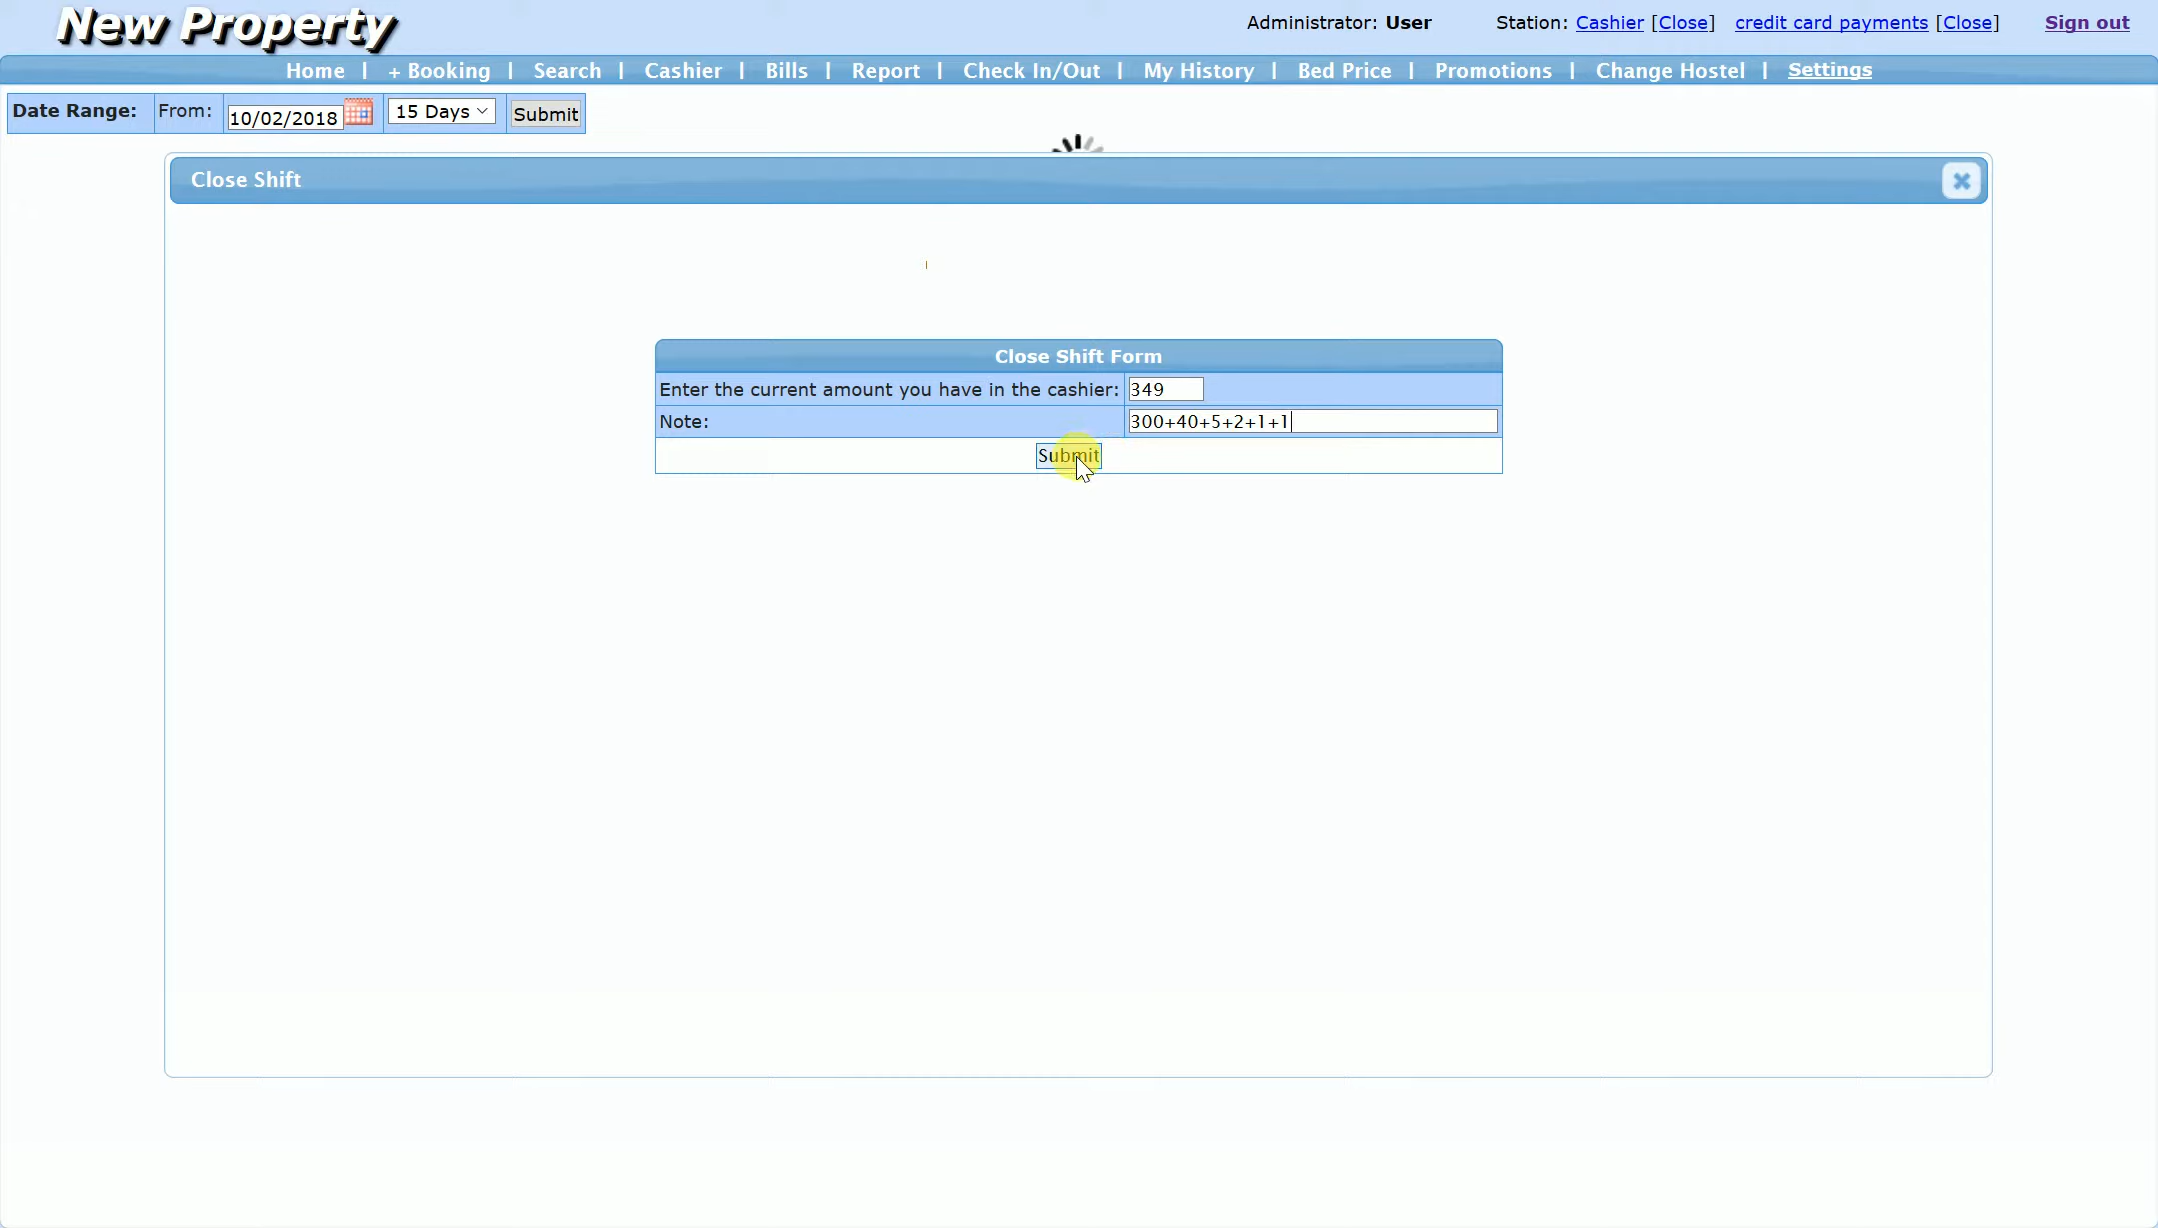 New Property
Administrator: User Station: Cashier [Close] credit card payments [Close] Sign out
Home | + Booking | Search | Cashier | Bills | Report | Check In/Out | My History | Bed Price | Promotions | Change Hostel | Settings
Date Range: From: 10/02/2018 15 Days Submit
Close Shift
Close Shift Form
Enter the current amount you have in the cashier: 349
Note: 300+40+5+2+1+1
Submit